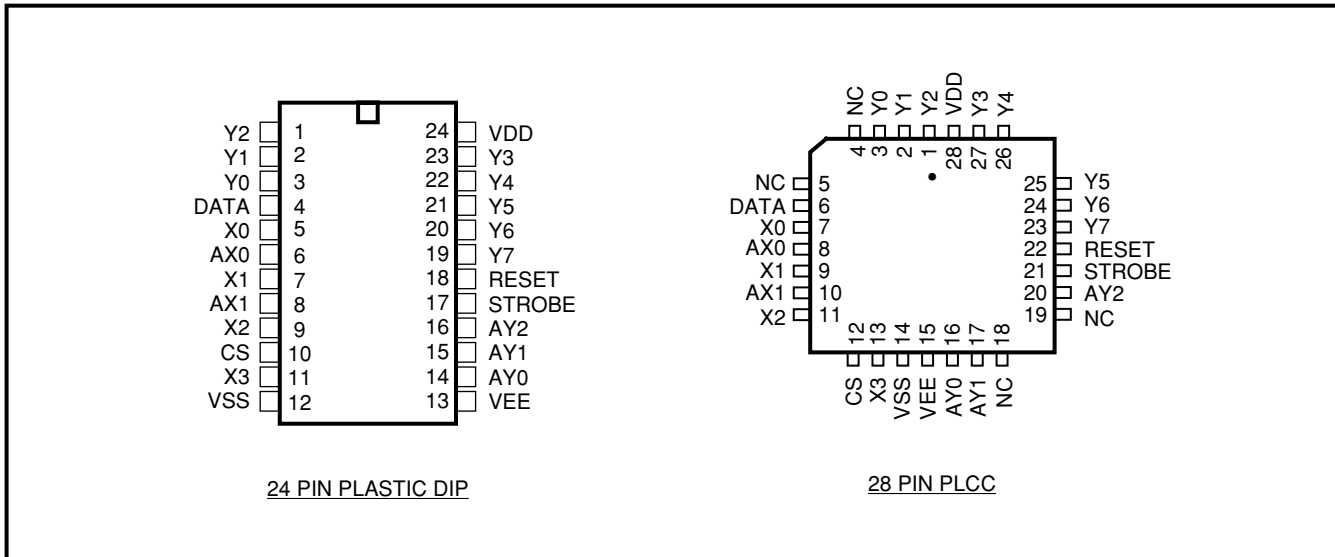 Y2 1 24 VDD
Y1 2 23 Y3
Y0 3 22 Y4
DATA 4 21 Y5
X0 5 20 Y6
AX0 6 19 Y7
X1 7 18 RESET
AX1 8 17 STROBE
X2 9 16 AY2
CS 10 15 AY1
X3 11 14 AY0
VSS 12 13 VEE
24 PIN PLASTIC DIP
NC Y0 Y1 Y2 VDD Y3 Y4
4 3 2 1 28 27 26
NC 5 25 Y5
DATA 6 24 Y6
X0 7 23 Y7
AX0 8 22 RESET
X1 9 21 STROBE
AX1 10 20 AY2
X2 11 19 NC
12 13 14 15 16 17 18
CS X3 VSS VEE AY0 AY1 NC
28 PIN PLCC